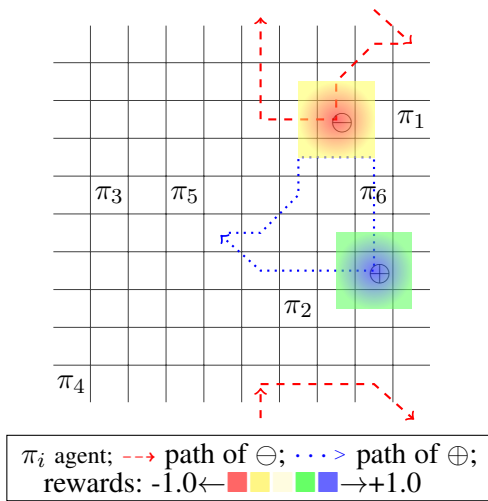 π₁
⊖
π₃ π₅ π₆
⊕
π₂
π₄
πᵢ agent; --→ path of ⊖; ···> path of ⊕;
rewards: -1.0← →+1.0